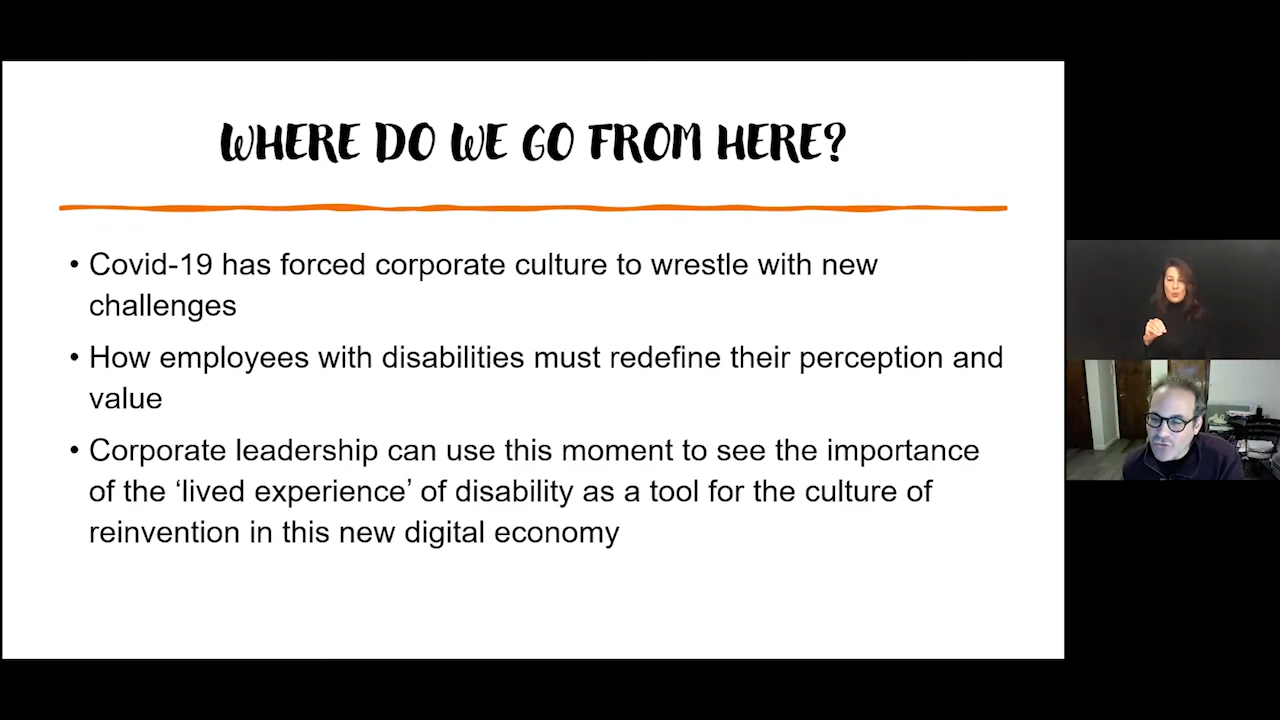 WHERE DO WE GO FROM HERE?
• Covid-19 has forced corporate culture to wrestle with new
challenges
• How employees with disabilities must redefine their perception and
value
• Corporate leadership can use this moment to see the importance
of the ‘lived experience’ of disability as a tool for the culture of
reinvention in this new digital economy